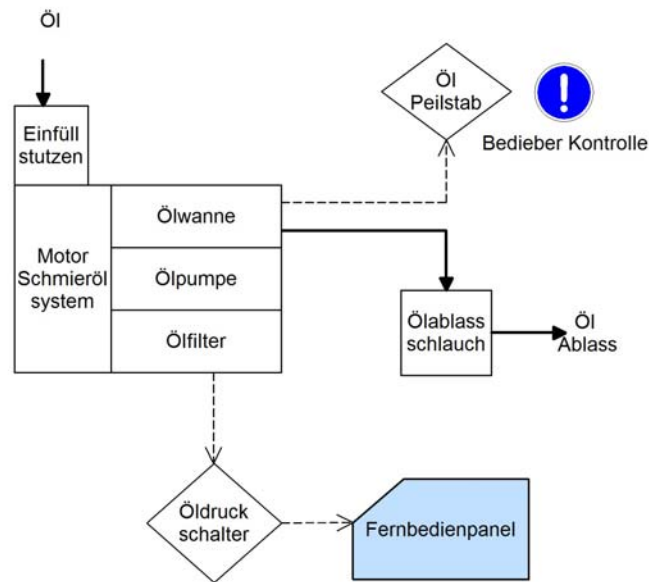 Öl
Öl
Peilstab
Bedieber Kontrolle
Einfüll
stutzen
Ölwanne
Motor
Schmieröl
system
Ölpumpe
Ölfilter
Ölablass
schlauch
Öl
Ablass
Öldruck
schalter
Fernbedienpanel